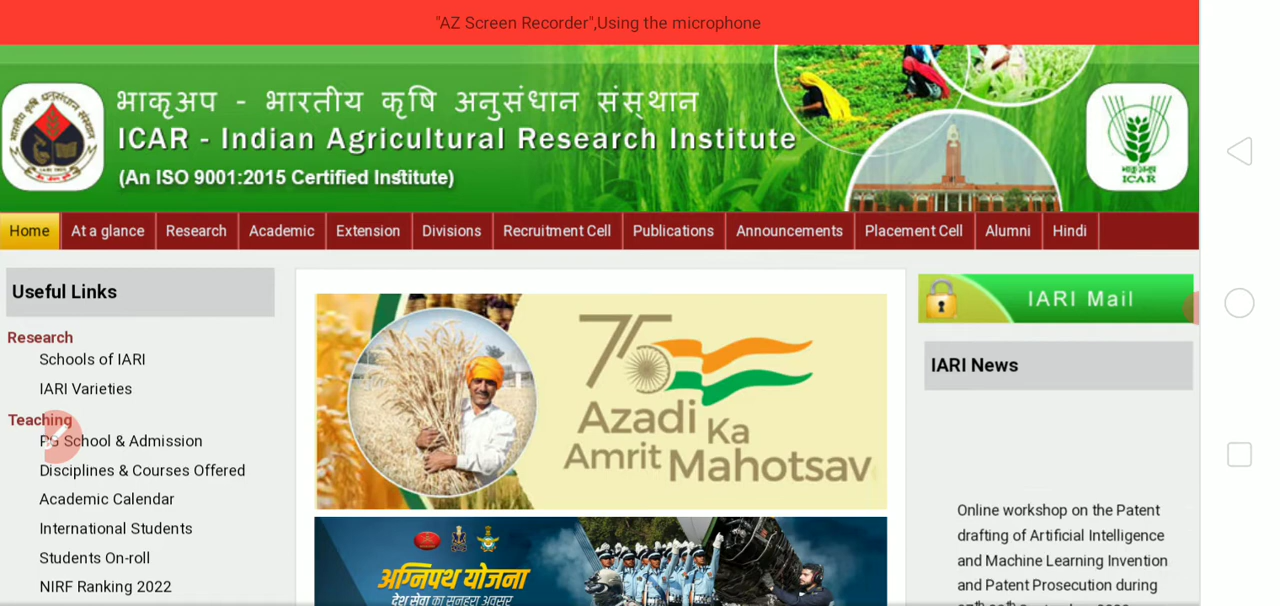 "AZ Screen Recorder",Using the microphone
भाकृअप - भारतीय कृषि अनुसंधान संस्थान
ICAR - Indian Agricultural Research Institute
(An ISO 9001:2015 Certified Institute)
ICAR
Home At a glance Research Academic Extension Divisions Recruitment Cell Publications Announcements Placement Cell Alumni Hindi
Useful Links
Research
Schools of IARI
IARI Varieties
Teaching
PG School & Admission
Disciplines & Courses Offered
Academic Calendar
International Students
Students On-roll
NIRF Ranking 2022
75
Azadi Ka
Amrit Mahotsav
अग्निपथ योजना
देश सेवा का सुनहरा अवसर
IARI Mail
IARI News
Online workshop on the Patent
drafting of Artificial Intelligence
and Machine Learning Invention
and Patent Prosecution during